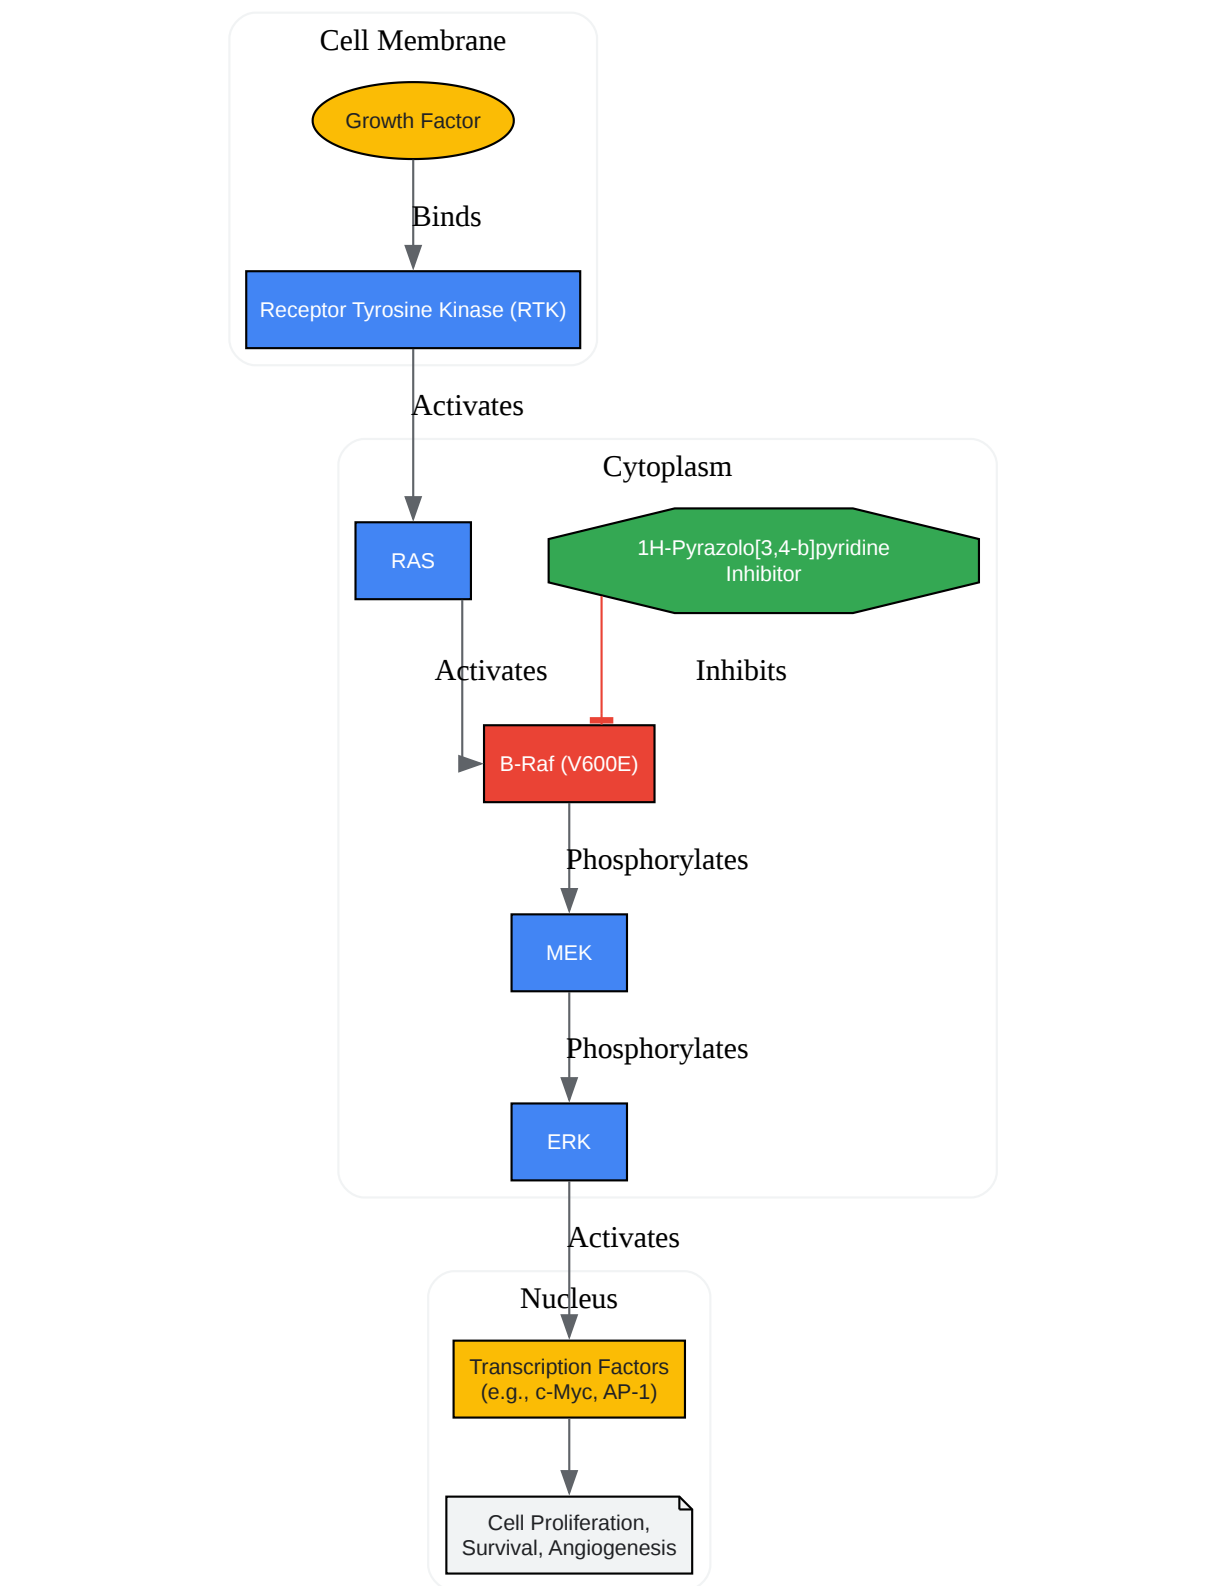 Cell Membrane
Growth Factor
Binds
Receptor Tyrosine Kinase (RTK)
Activates
Cytoplasm
RAS
1H-Pyrazolo[3,4-b]pyridine
Inhibitor
Activates
Inhibits
B-Raf (V600E)
Phosphorylates
MEK
Phosphorylates
ERK
Activates
Nucleus
Transcription Factors
(e.g., c-Myc, AP-1)
Cell Proliferation,
Survival, Angiogenesis